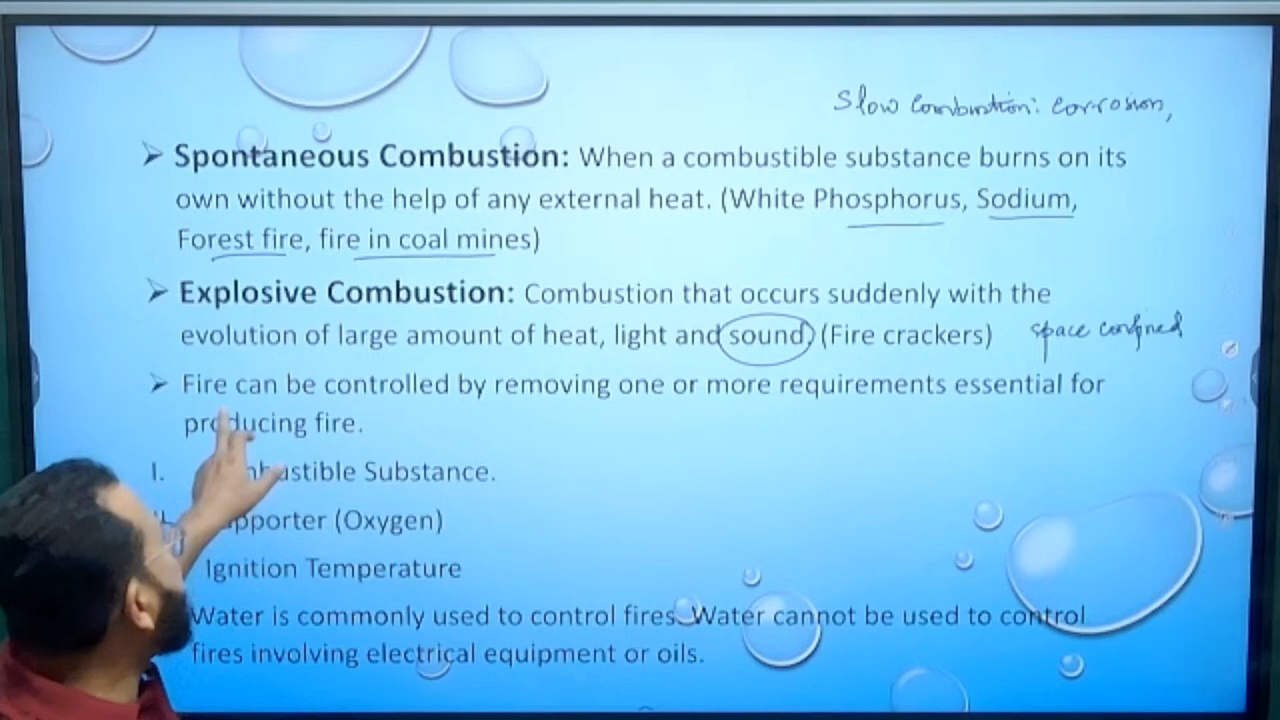 Slow Combustion: Corrosion,
➢ Spontaneous Combustion: When a combustible substance burns on its
own without the help of any external heat. (White Phosphorus, Sodium,
Forest fire, fire in coal mines)
➢ Explosive Combustion: Combustion that occurs suddenly with the
evolution of large amount of heat, light and sound. (Fire crackers) space confined
➢ Fire can be controlled by removing one or more requirements essential for
producing fire.
I. Substance.
(Oxygen)
Ignition Temperature
Water is commonly used to control fires. Water cannot be used to control
fires involving electrical equipment or oils.